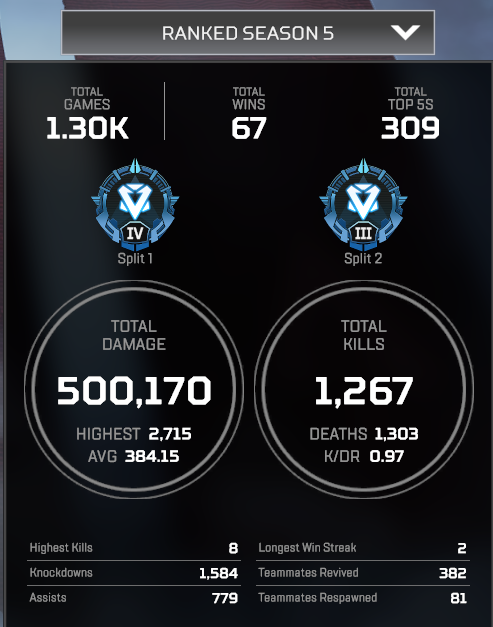 RANKED SEASON 5
TOTAL GAMES
1.30K
TOTAL WINS
67
TOTAL TOP 5S
309
IV
Split 1
III
Split 2
TOTAL
DAMAGE
500,170
HIGHEST 2,715
AVG 384.15
TOTAL
KILLS
1,267
DEATHS 1,303
K/DR 0.97
Highest Kills 8
Knockdowns 1,584
Assists 779
Longest Win Streak 2
Teammates Revived 382
Teammates Respawned 81